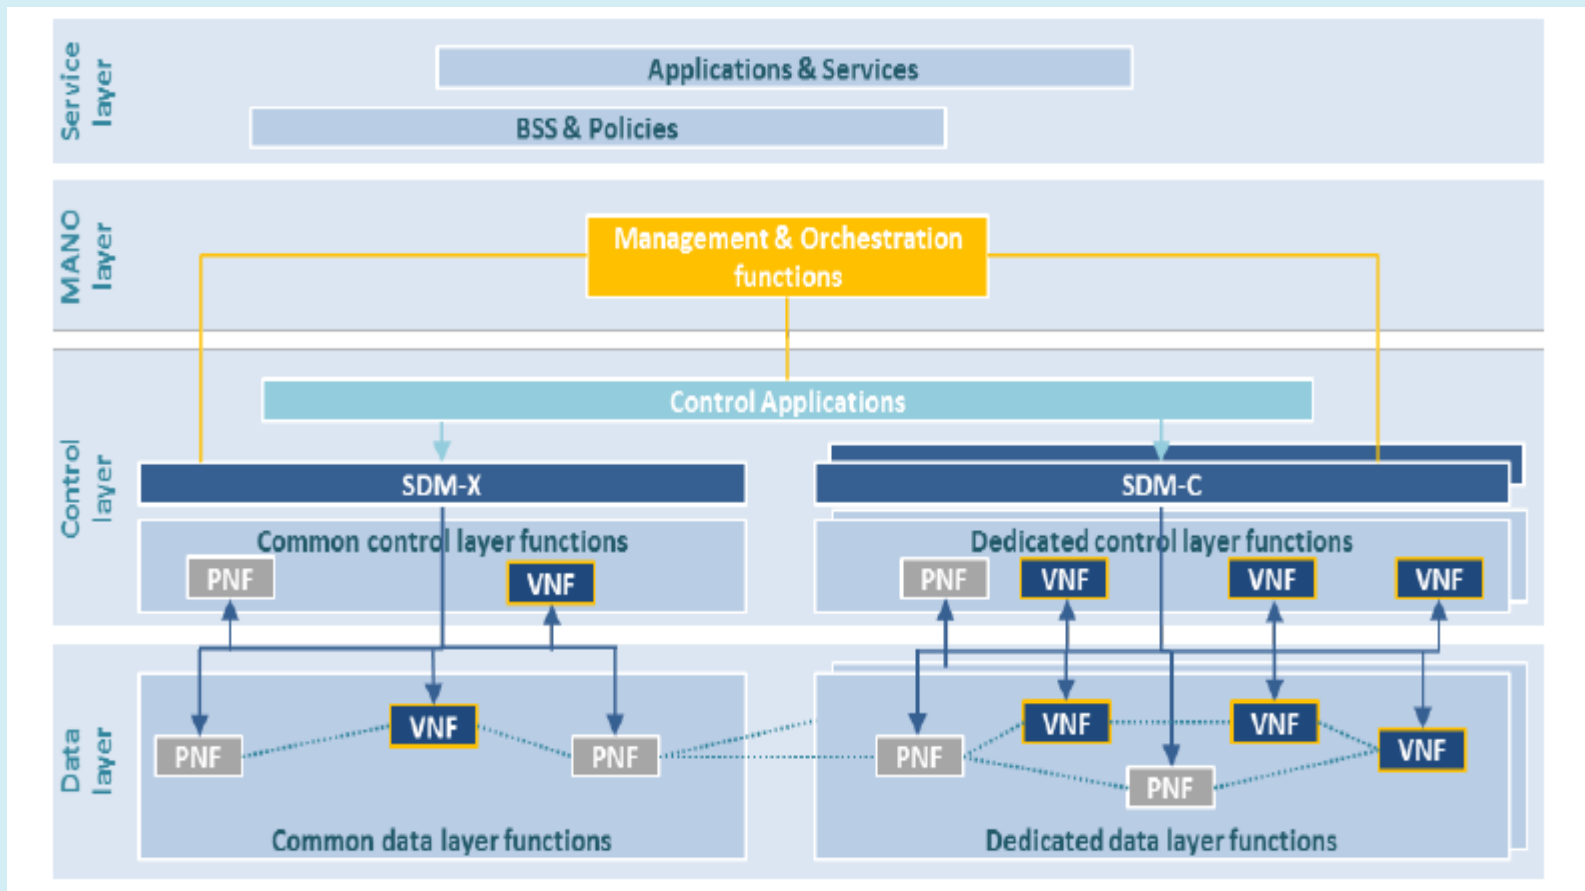 Service
layer
Applications & Services
BSS & Policies
MANO
layer
Management & Orchestration
functions
Control
layer
Control Applications
SDM-X
SDM-C
Common control layer functions
PNF
VNF
Dedicated control layer functions
PNF
VNF
VNF
VNF
Data
layer
PNF
VNF
PNF
Common data layer functions
PNF
VNF
VNF
VNF
PNF
Dedicated data layer functions